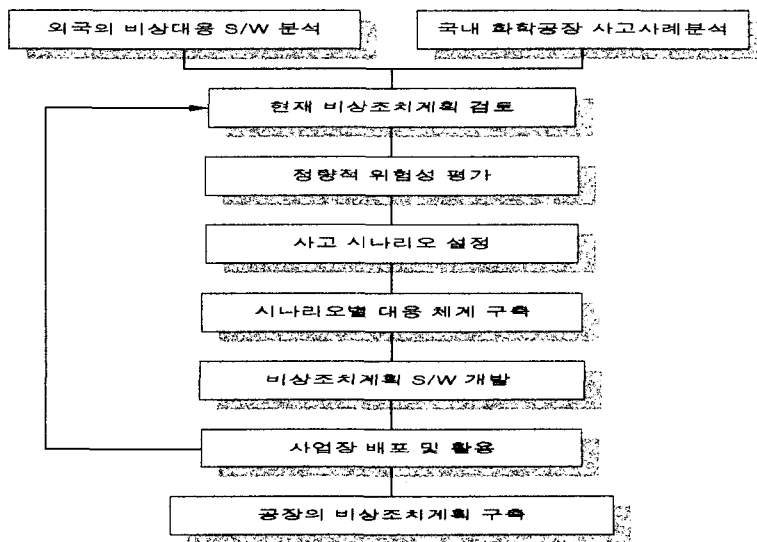 외국의 비상대응 S/W 분석
국내 화학공장 사고사례분석
현재 비상조치계획 검토
정량적 위험성 평가
사고 시나리오 설정
시나리오별 대응 체계 구축
비상조치계획 S/W 개발
사업장 배포 및 활용
공장의 비상조치계획 구축